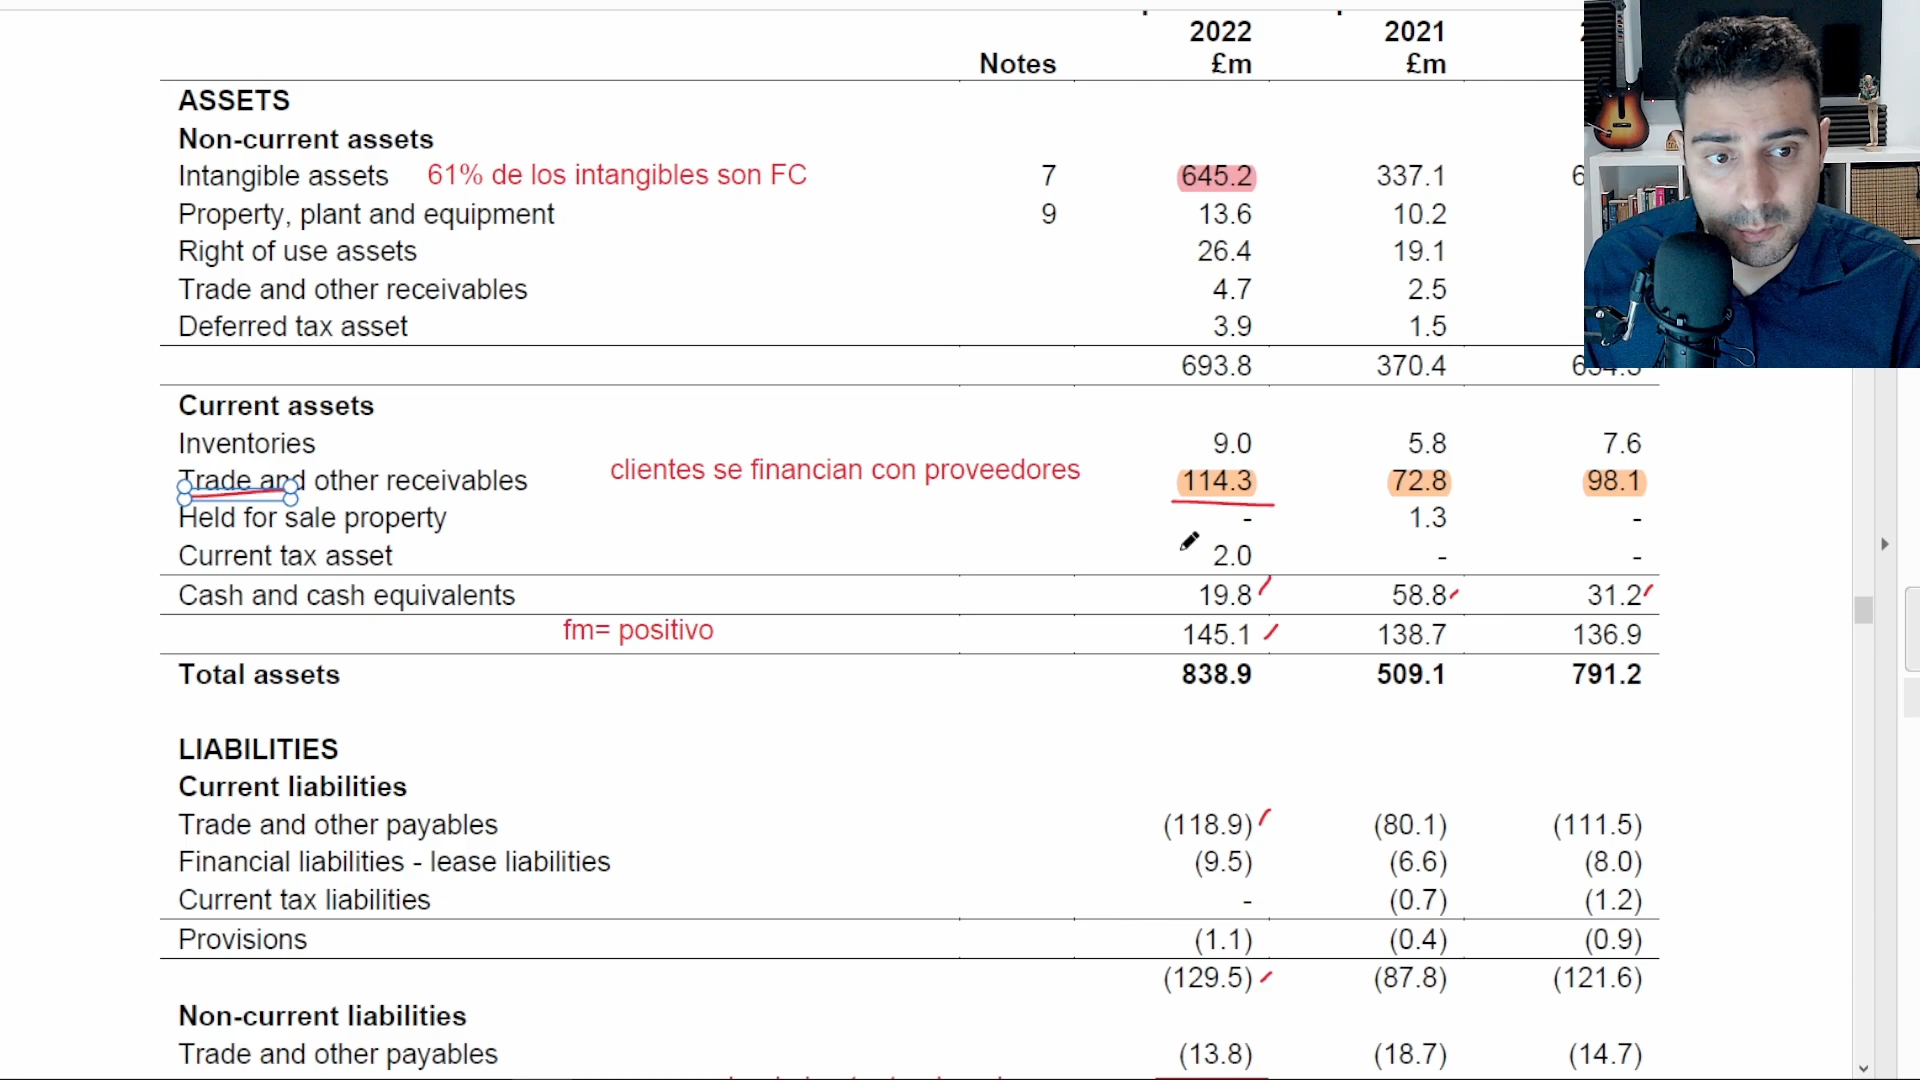 2022 2021
Notes £m £m
ASSETS
Non-current assets
Intangible assets 61% de los intangibles son FC 7 645.2 337.1
Property, plant and equipment 9 13.6 10.2
Right of use assets 26.4 19.1
Trade and other receivables 4.7 2.5
Deferred tax asset 3.9 1.5
693.8 370.4
Current assets
Inventories 9.0 5.8 7.6
Trade and other receivables clientes se financian con proveedores 114.3 72.8 98.1
Held for sale property - 1.3 -
Current tax asset 2.0 - -
Cash and cash equivalents 19.8 58.8 31.2
fm= positivo 145.1 138.7 136.9
Total assets 838.9 509.1 791.2
LIABILITIES
Current liabilities
Trade and other payables (118.9) (80.1) (111.5)
Financial liabilities - lease liabilities (9.5) (6.6) (8.0)
Current tax liabilities - (0.7) (1.2)
Provisions (1.1) (0.4) (0.9)
(129.5) (87.8) (121.6)
Non-current liabilities
Trade and other payables (13.8) (18.7) (14.7)